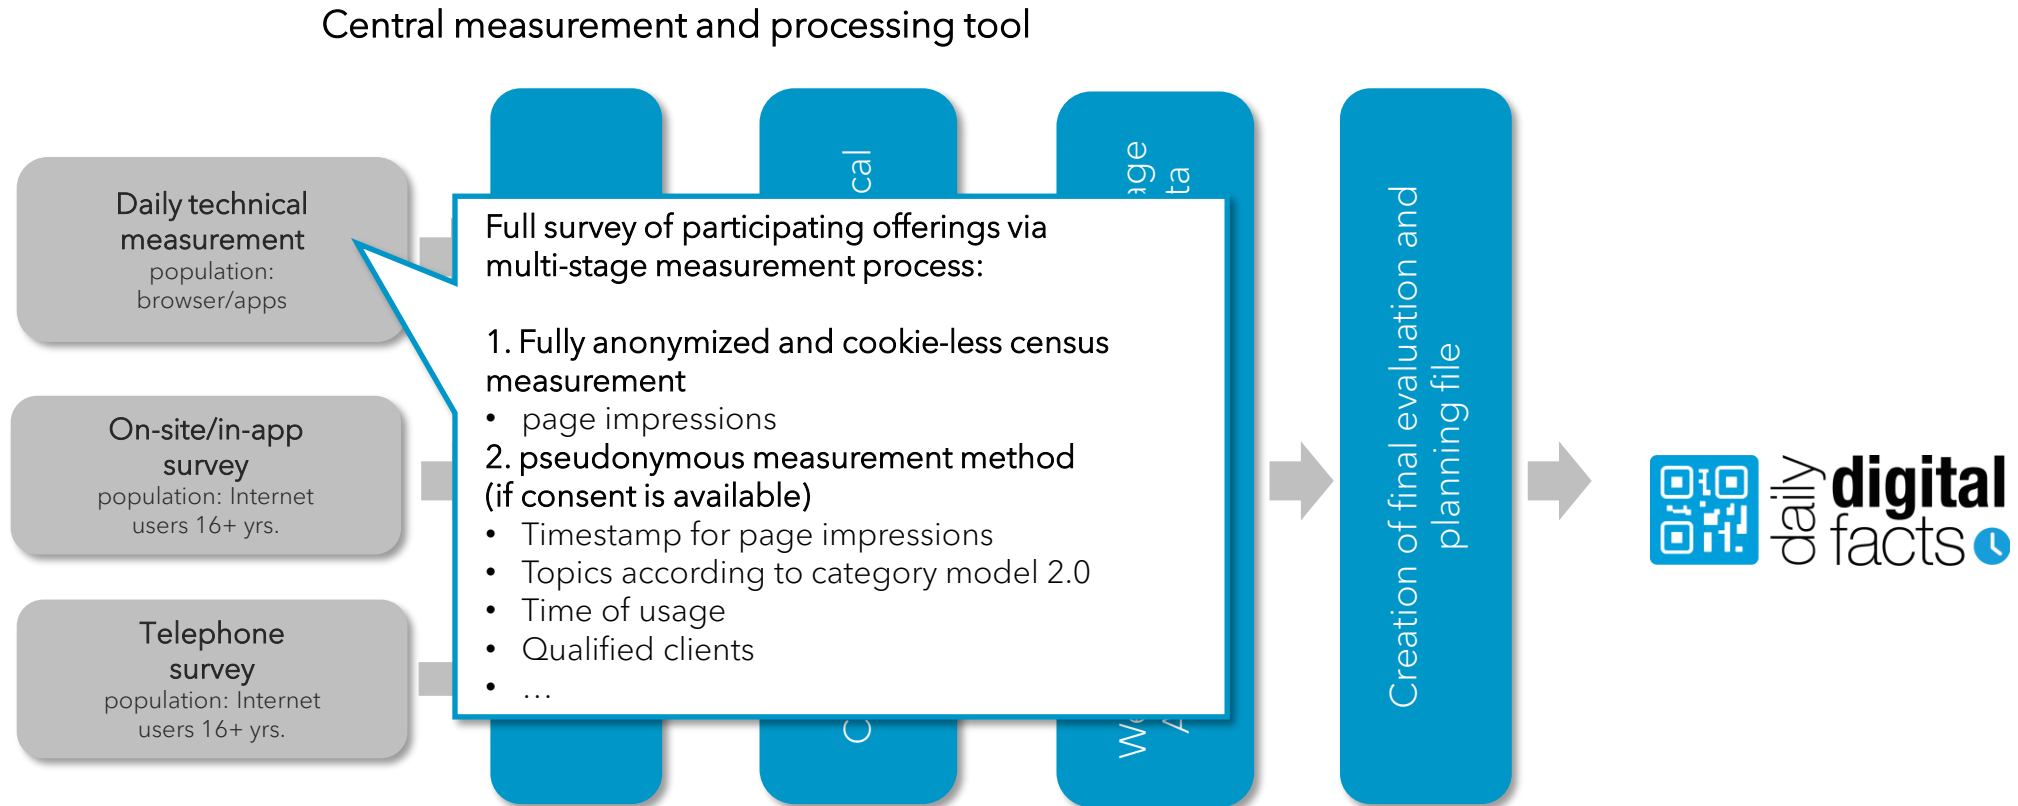 Central measurement and processing tool
Daily technical
measurement
population:
browser/apps
On-site/in-app
survey
population: Internet
users 16+ yrs.
Telephone
survey
population: Internet
users 16+ yrs.
Full survey of participating offerings via
multi-stage measurement process:
1. Fully anonymized and cookie-less census
measurement
• page impressions
2. pseudonymous measurement method
(if consent is available)
• Timestamp for page impressions
• Topics according to category model 2.0
• Time of usage
• Qualified clients
• …
Creation of final evaluation and
planning file
daily
digital
facts